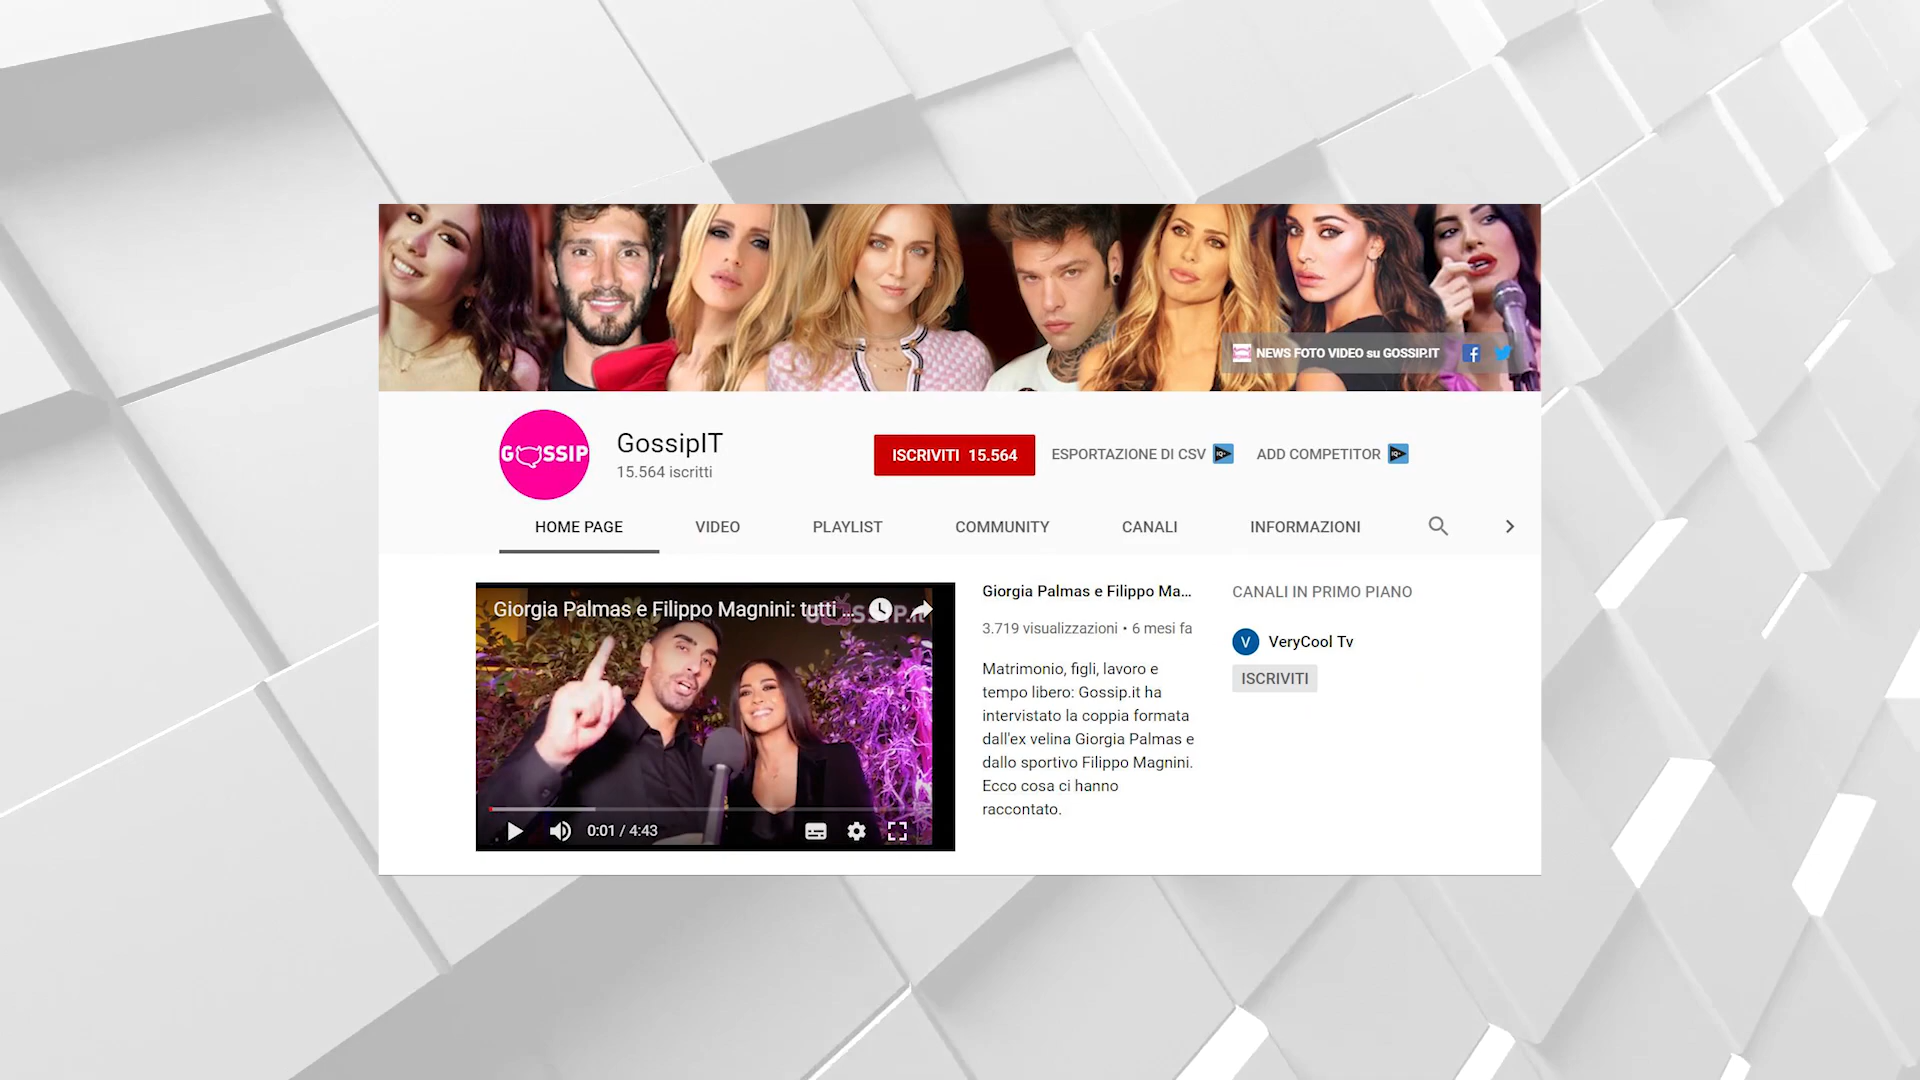 NEWS FOTO VIDEO su GOSSIP.IT
GOSSIP
GossipIT
15.564 iscritti
ISCRIVITI 15.564
ESPORTAZIONE DI CSV
ADD COMPETITOR
HOME PAGE
VIDEO
PLAYLIST
COMMUNITY
CANALI
INFORMAZIONI
Giorgia Palmas e Filippo Magnini: tutti ...
0:01 / 4:43
Giorgia Palmas e Filippo Ma...
3.719 visualizzazioni • 6 mesi fa
Matrimonio, figli, lavoro e
tempo libero: Gossip.it ha
intervistato la coppia formata
dall'ex velina Giorgia Palmas e
dallo sportivo Filippo Magnini.
Ecco cosa ci hanno
raccontato.
CANALI IN PRIMO PIANO
V VeryCool Tv
ISCRIVITI